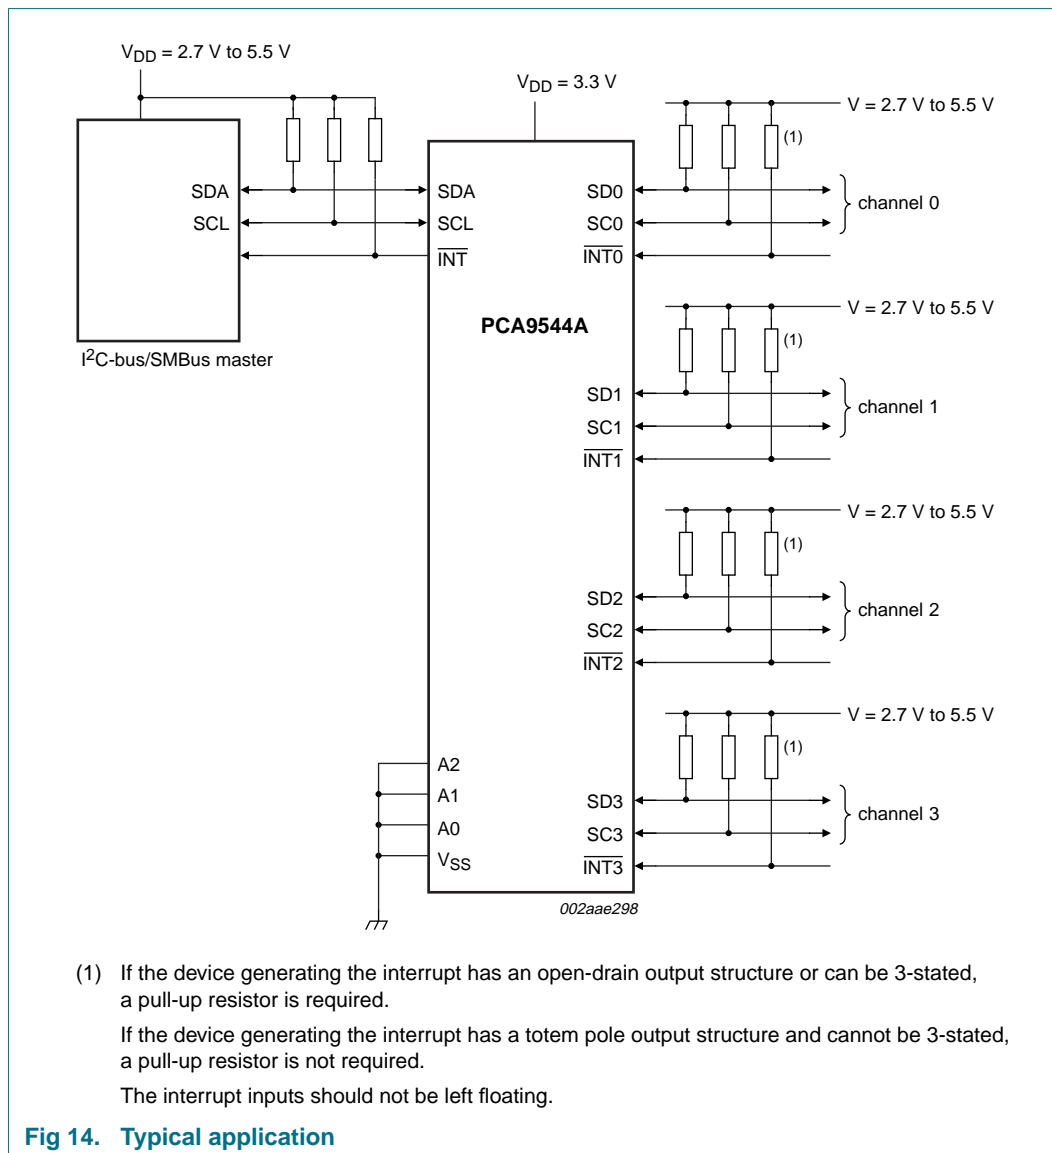 V_DD = 2.7 V to 5.5 V
V_DD = 3.3 V
V = 2.7 V to 5.5 V
(1)
SDA
SCL
I²C-bus/SMBus master
SDA
SCL
INT
PCA9544A
SD0
SC0
INT0
channel 0
V = 2.7 V to 5.5 V
(1)
SD1
SC1
INT1
channel 1
V = 2.7 V to 5.5 V
(1)
SD2
SC2
INT2
channel 2
V = 2.7 V to 5.5 V
(1)
SD3
SC3
INT3
channel 3
A2
A1
A0
V_SS
002aae298
(1) If the device generating the interrupt has an open-drain output structure or can be 3-stated,
a pull-up resistor is required.
If the device generating the interrupt has a totem pole output structure and cannot be 3-stated,
a pull-up resistor is not required.
The interrupt inputs should not be left floating.
Fig 14. Typical application